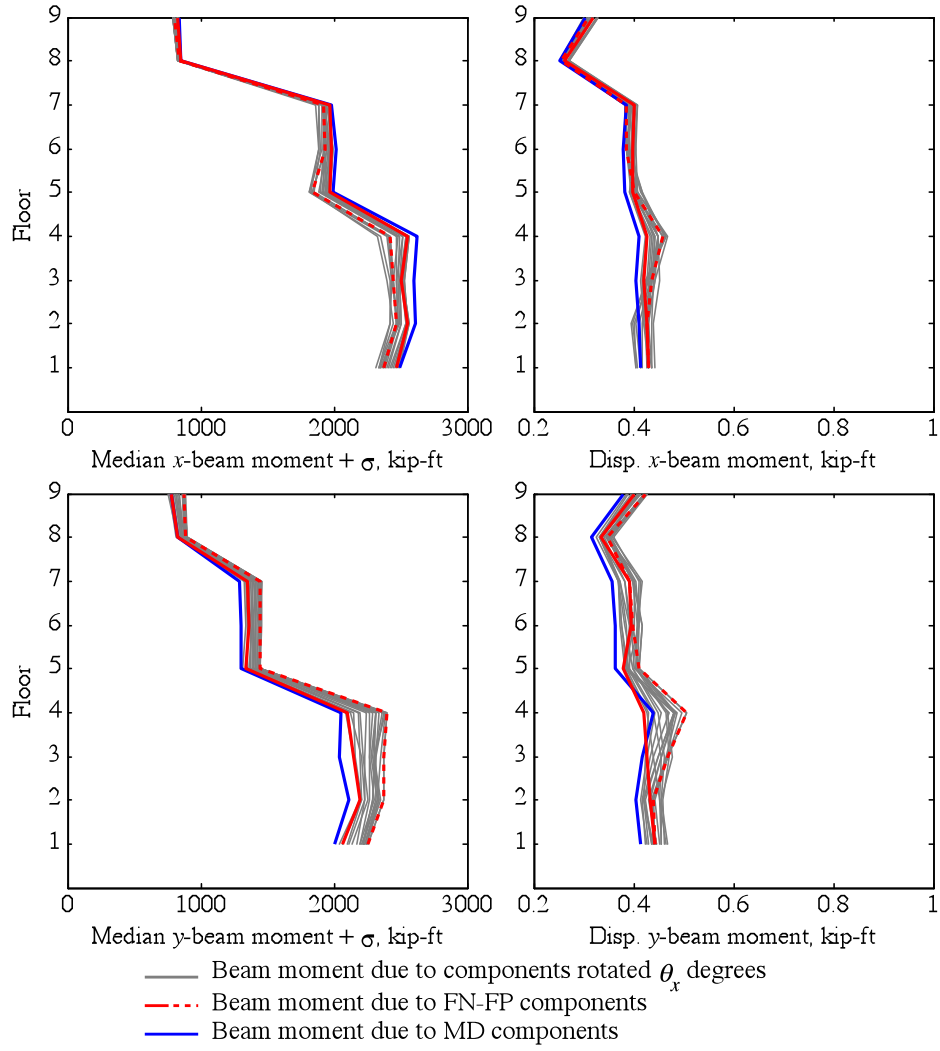 9
8
7
6
5
4
3
2
1
Floor
0 1000 2000 3000
Median x-beam moment + σ, kip-ft
9
8
7
6
5
4
3
2
1
0.2 0.4 0.6 0.8 1
Disp. x-beam moment, kip-ft
9
8
7
6
5
4
3
2
1
Floor
0 1000 2000 3000
Median y-beam moment + σ, kip-ft
9
8
7
6
5
4
3
2
1
0.2 0.4 0.6 0.8 1
Disp. y-beam moment, kip-ft
Beam moment due to components rotated θx degrees
Beam moment due to FN-FP components
Beam moment due to MD components